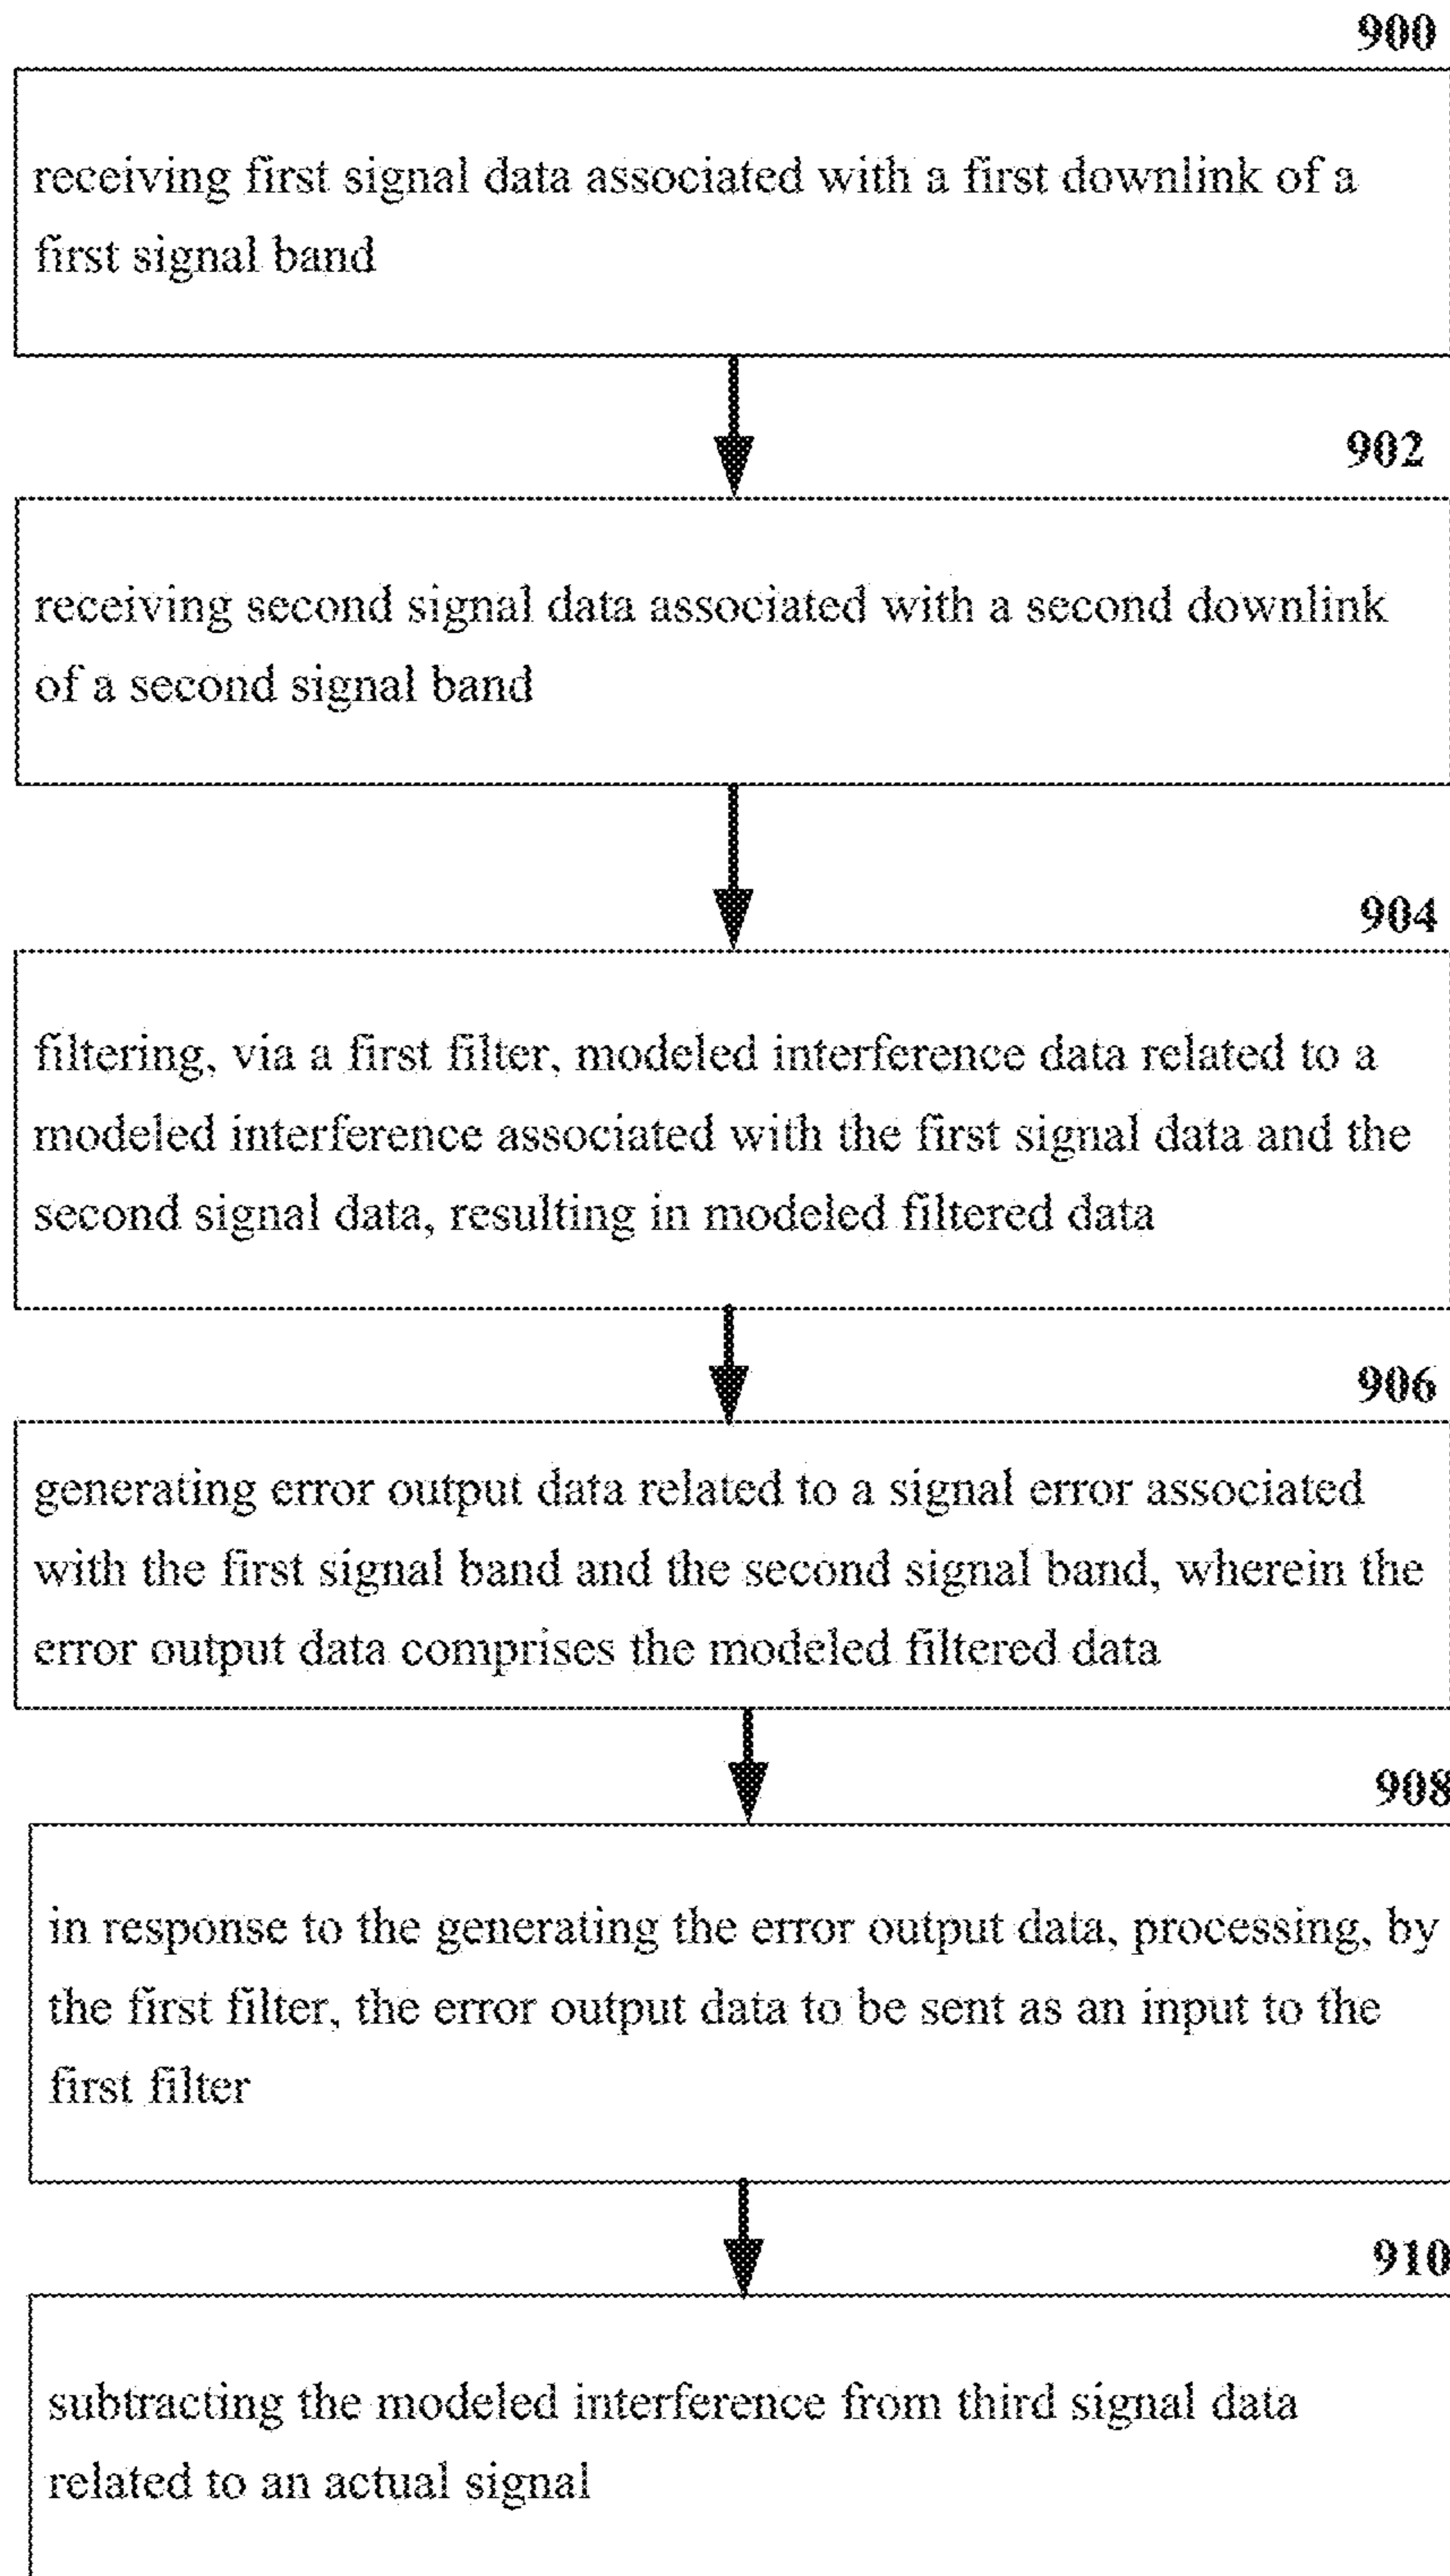 900
receiving first signal data associated with a first downlink of a
first signal band
902
receiving second signal data associated with a second downlink
of a second signal band
904
filtering, via a first filter, modeled interference data related to a
modeled interference associated with the first signal data and the
second signal data, resulting in modeled filtered data
906
generating error output data related to a signal error associated
with the first signal band and the second signal band, wherein the
error output data comprises the modeled filtered data
908
in response to the generating the error output data, processing, by
the first filter, the error output data to be sent as an input to the
first filter
910
subtracting the modeled interference from third signal data
related to an actual signal